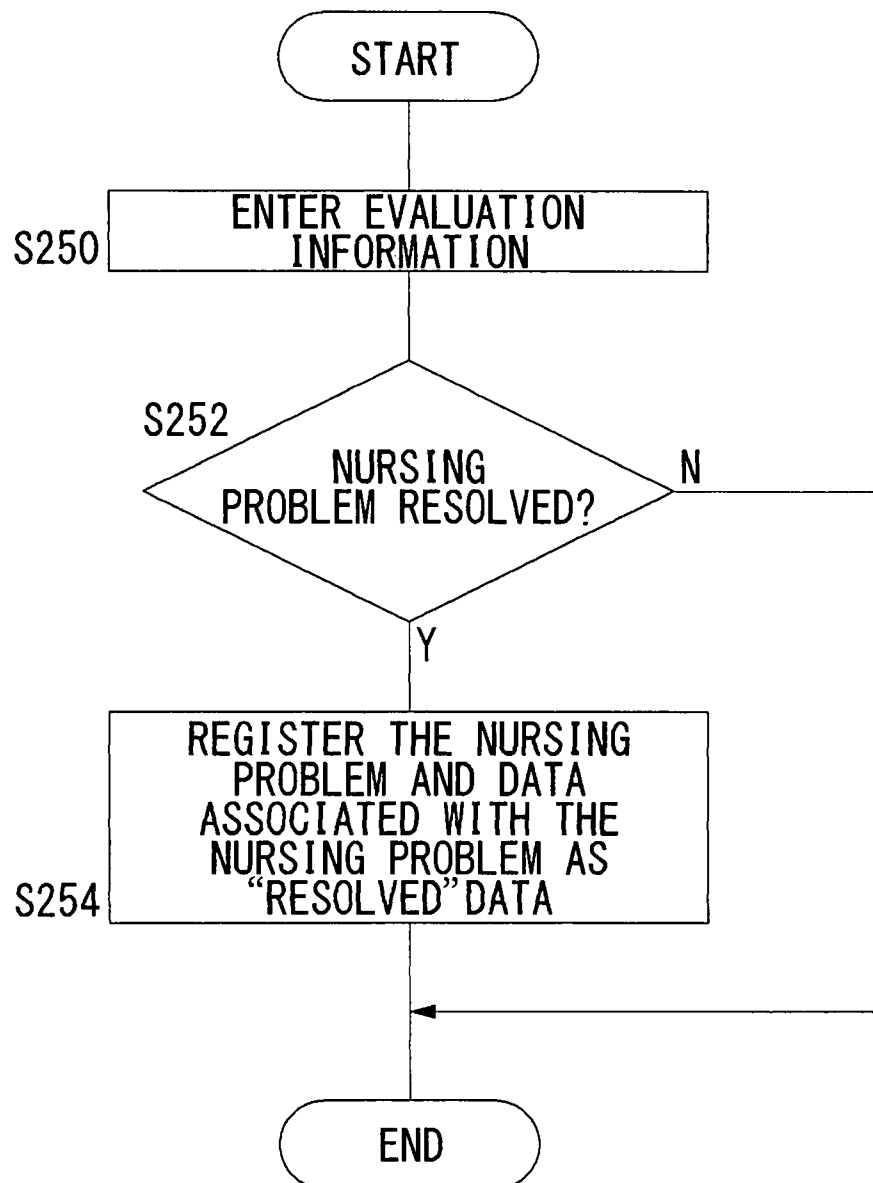 START
S250
ENTER EVALUATION
INFORMATION
S252
NURSING
PROBLEM RESOLVED?
N
Y
S254
REGISTER THE NURSING
PROBLEM AND DATA
ASSOCIATED WITH THE
NURSING PROBLEM AS
“RESOLVED”DATA
END